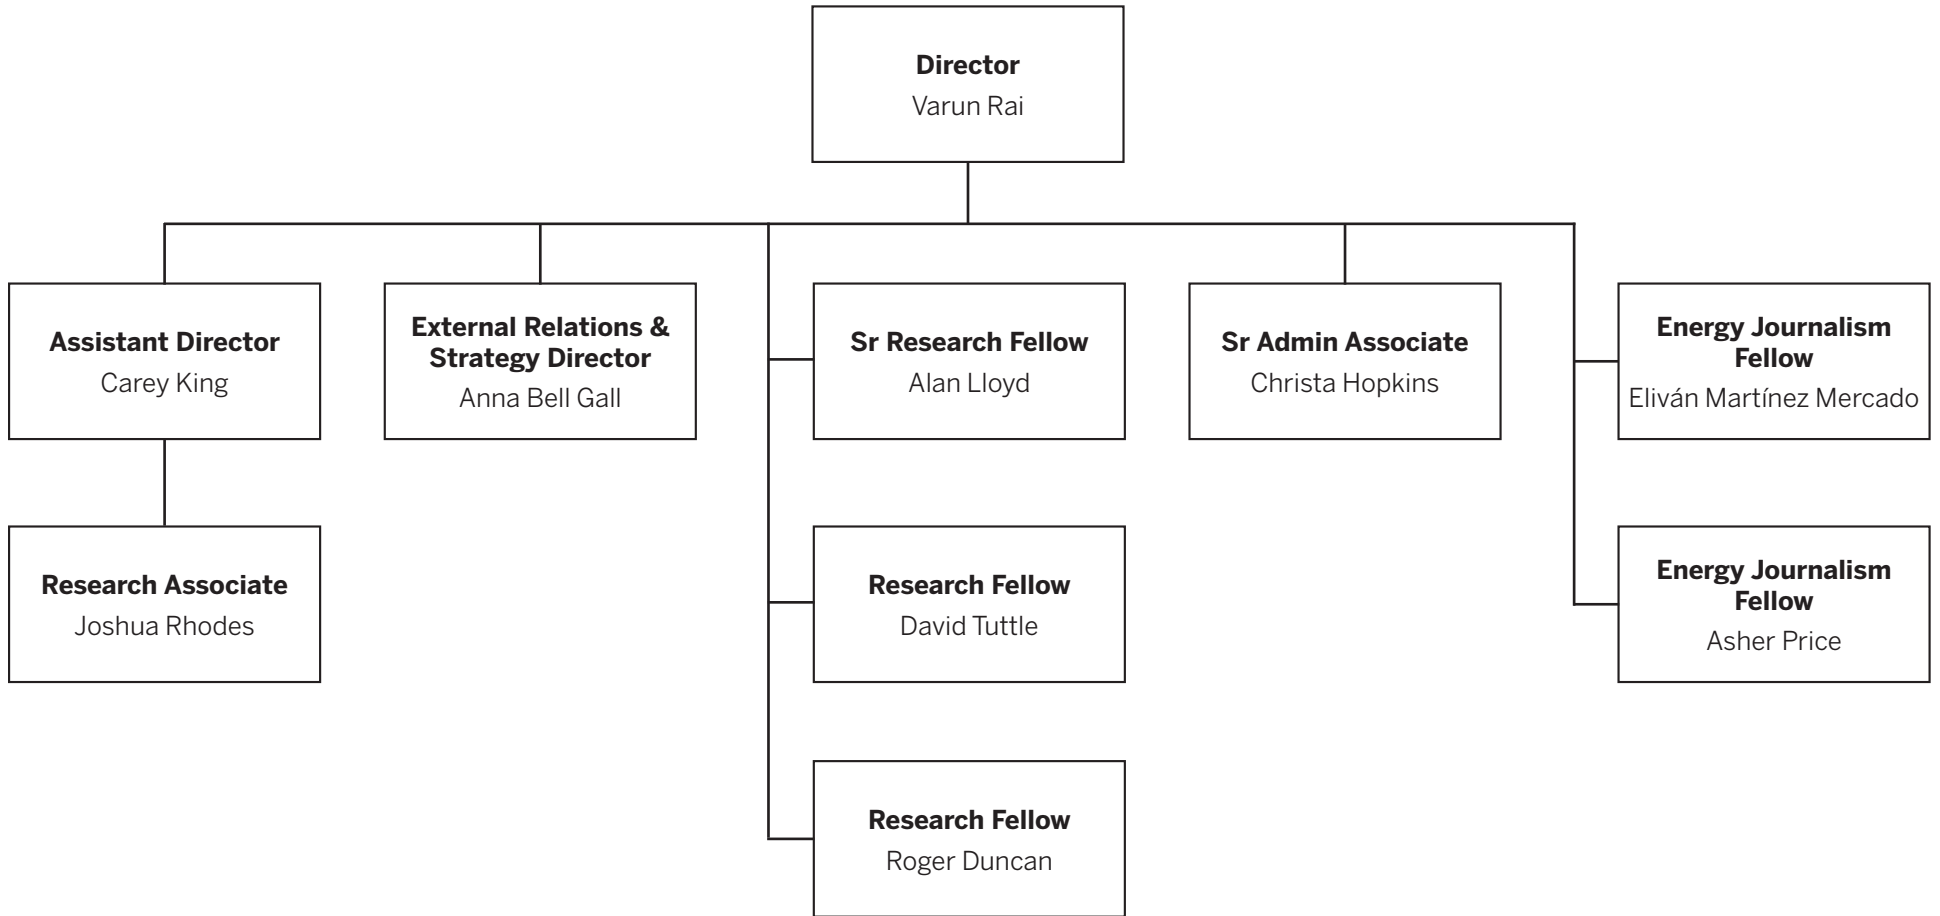 Director
Varun Rai
Assistant Director
Carey King
External Relations &
Strategy Director
Anna Bell Gall
Sr Research Fellow
Alan Lloyd
Sr Admin Associate
Christa Hopkins
Energy Journalism
Fellow
Eliván Martínez Mercado
Research Associate
Joshua Rhodes
Research Fellow
David Tuttle
Energy Journalism
Fellow
Asher Price
Research Fellow
Roger Duncan